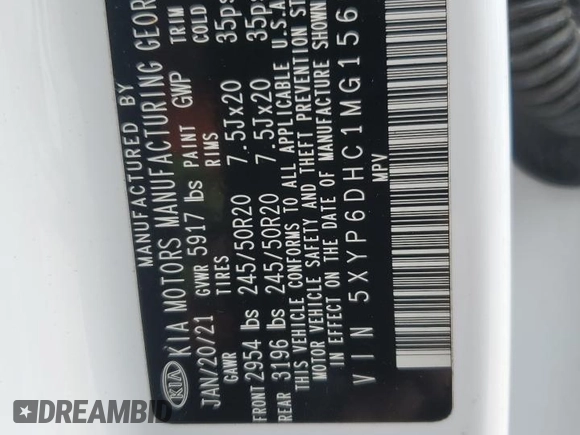 MANUFACTURED BY
KIA MOTORS MANUFACTURING GEOR
JAN/20/21 GVWR 5917 lbs PAINT GWP TRIM
GAWR TIRES RIMS COLD
FRONT 2954 lbs 245/50R20 7.5Jx20 35ps
REAR 3196 lbs 245/50R20 7.5Jx20 35ps
THIS VEHICLE CONFORMS TO ALL APPLICABLE U.S.A
MOTOR VEHICLE SAFETY AND THEFT PREVENTION ST
IN EFFECT ON THE DATE OF MANUFACTURE SHOWN
VIN 5XYP6DHC1MG156
MPV
KIA
DREAMBID